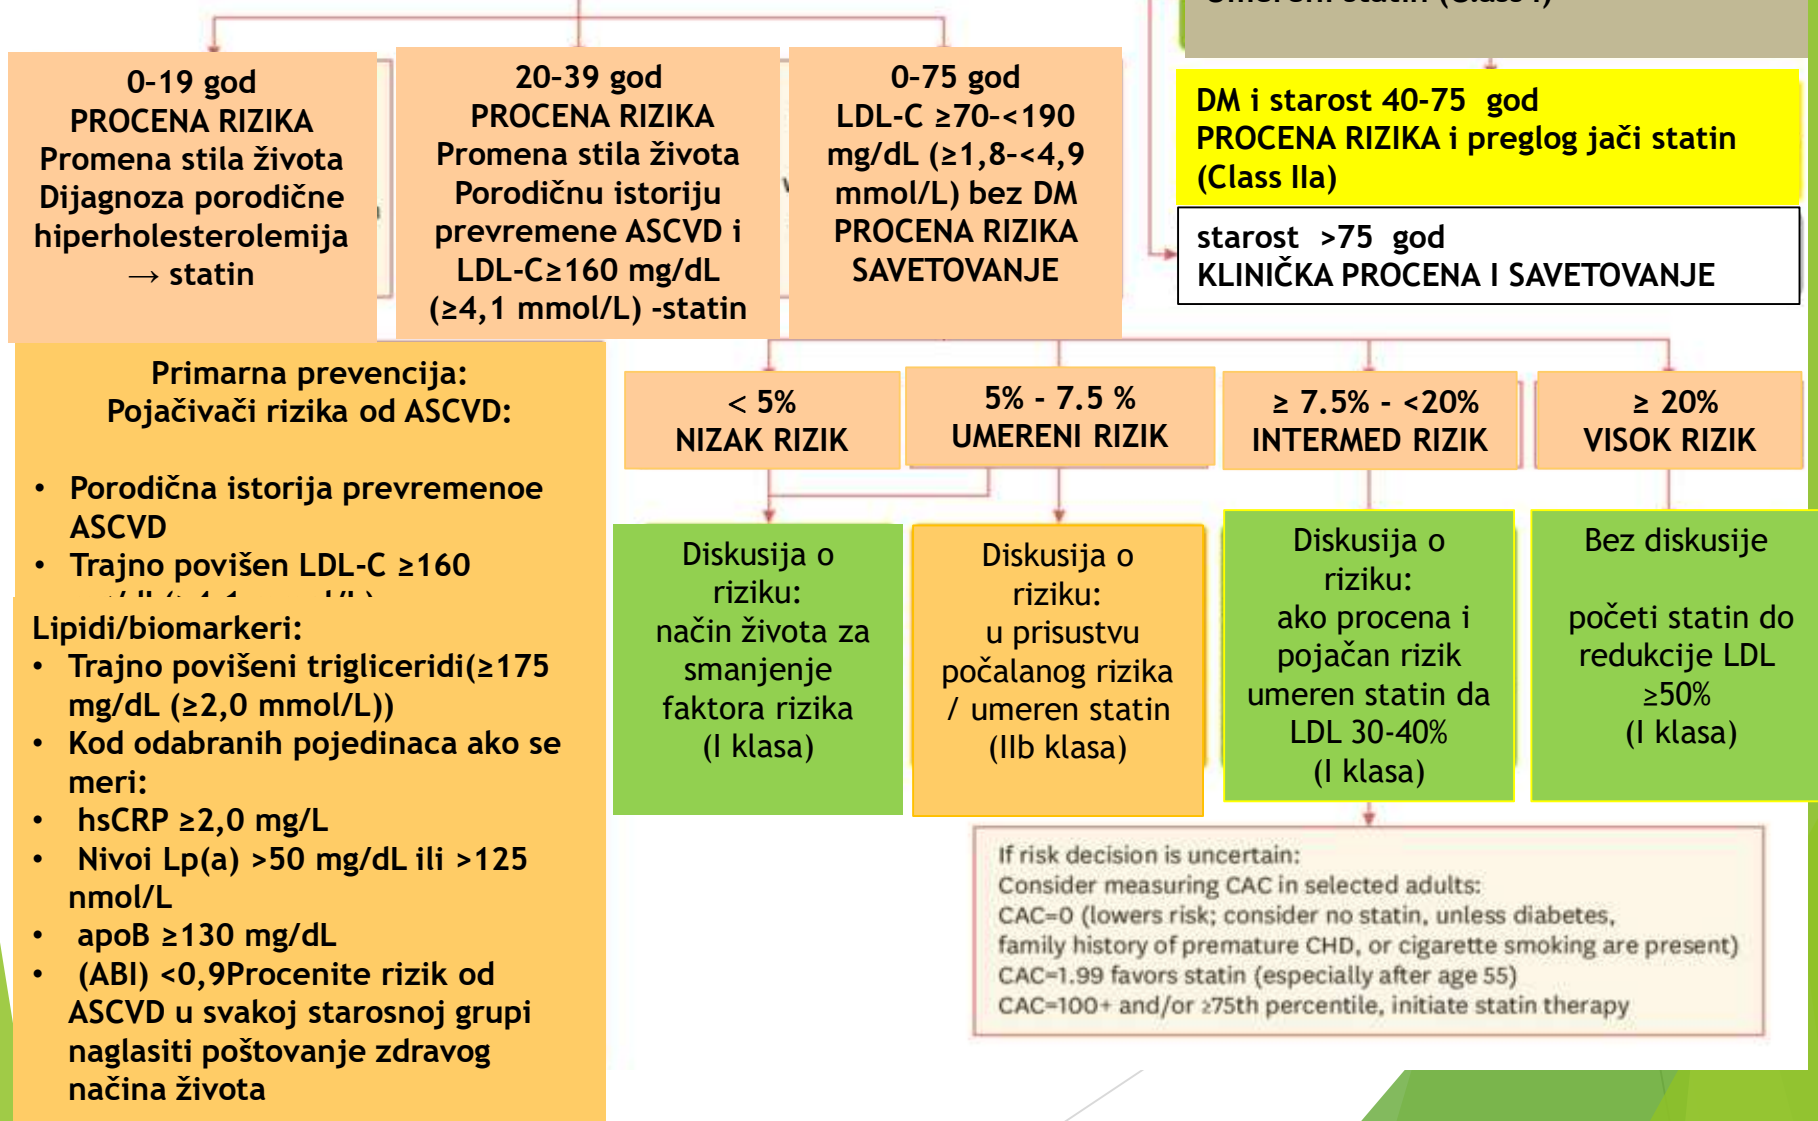 Umereni statin (Class I)
0–19 god
PROCENA RIZIKA
Promena stila života
Dijagnoza porodične
hiperholesterolemija
→ statin
20–39 god
PROCENA RIZIKA
Promena stila života
Porodičnu istoriju
prevremene ASCVD i
LDL-C≥160 mg/dL
(≥4,1 mmol/L) -statin
0–75 god
LDL-C ≥70–<190
mg/dL (≥1,8–<4,9
mmol/L) bez DM
PROCENA RIZIKA
SAVETOVANJE
DM i starost 40-75 god
PROCENA RIZIKA i preglog jači statin
(Class IIa)
starost >75 god
KLINIČKA PROCENA I SAVETOVANJE
Primarna prevencija:
Pojačivači rizika od ASCVD:
• Porodična istorija prevremenoe
ASCVD
• Trajno povišen LDL-C ≥160
Lipidi/biomarkeri:
• Trajno povišeni trigliceridi(≥175
mg/dL (≥2,0 mmol/L))
• Kod odabranih pojedinaca ako se
meri:
• hsCRP ≥2,0 mg/L
• Nivoi Lp(a) >50 mg/dL ili >125
nmol/L
• apoB ≥130 mg/dL
• (ABI) <0,9Procenite rizik od
ASCVD u svakoj starosnoj grupi
naglasiti poštovanje zdravog
načina života
< 5%
NIZAK RIZIK
5% - 7.5 %
UMERENI RIZIK
≥ 7.5% - <20%
INTERMED RIZIK
≥ 20%
VISOK RIZIK
Diskusija o
riziku:
način života za
smanjenje
faktora rizika
(I klasa)
Diskusija o
riziku:
u prisustvu
počalanog rizika
/ umeren statin
(IIb klasa)
Diskusija o
riziku:
ako procena i
pojačan rizik
umeren statin da
LDL 30-40%
(I klasa)
Bez diskusije
početi statin do
redukcije LDL
≥50%
(I klasa)
If risk decision is uncertain:
Consider measuring CAC in selected adults:
CAC=0 (lowers risk; consider no statin, unless diabetes,
family history of premature CHD, or cigarette smoking are present)
CAC=1.99 favors statin (especially after age 55)
CAC=100+ and/or ≥75th percentile, initiate statin therapy